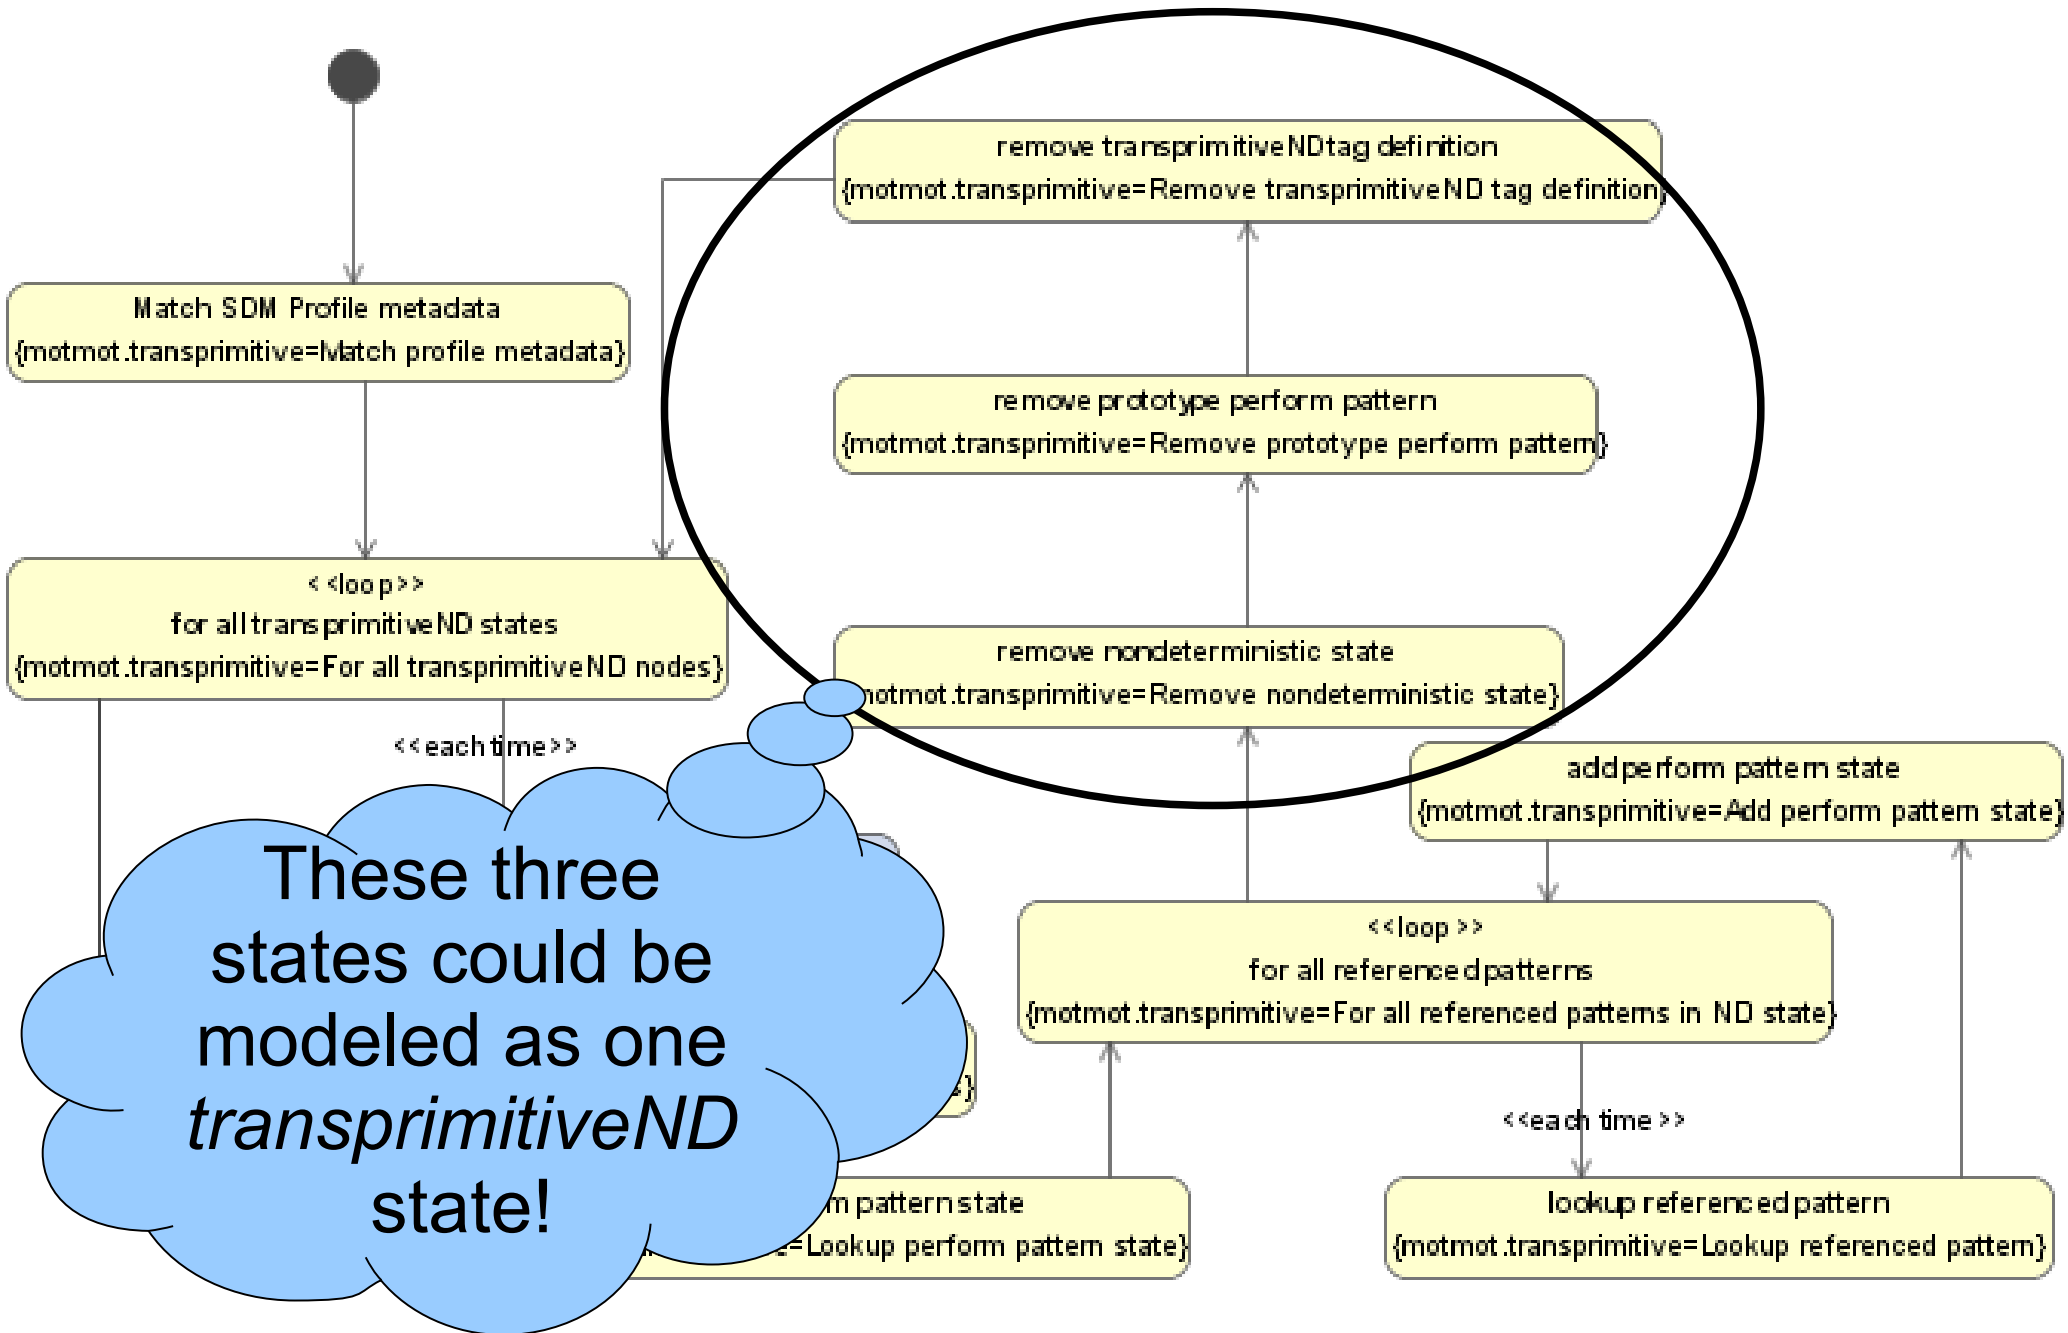 remove transprimitiveND tag definition
{motmot.transprimitive=Remove transprimitiveND tag definition}
Match SDM Profile metadata
{motmot.transprimitive=Match profile metadata}
remove prototype perform pattern
{motmot.transprimitive=Remove prototype perform pattern}
<<loop>>
for all transprimitiveND states
{motmot.transprimitive=For all transprimitiveND nodes}
remove nondeterministic state
motmot.transprimitive=Remove nondeterministic state}
<<each time>>
add perform pattern state
{motmot.transprimitive=Add perform pattern state}
These three
states could be
modeled as one
transprimitiveND
state!
<<loop>>
for all referenced patterns
{motmot.transprimitive=For all referenced patterns in ND state}
<<each time>>
pattern state
=Lookup perform pattern state}
lookup referenced pattern
{motmot.transprimitive=Lookup referenced pattern}